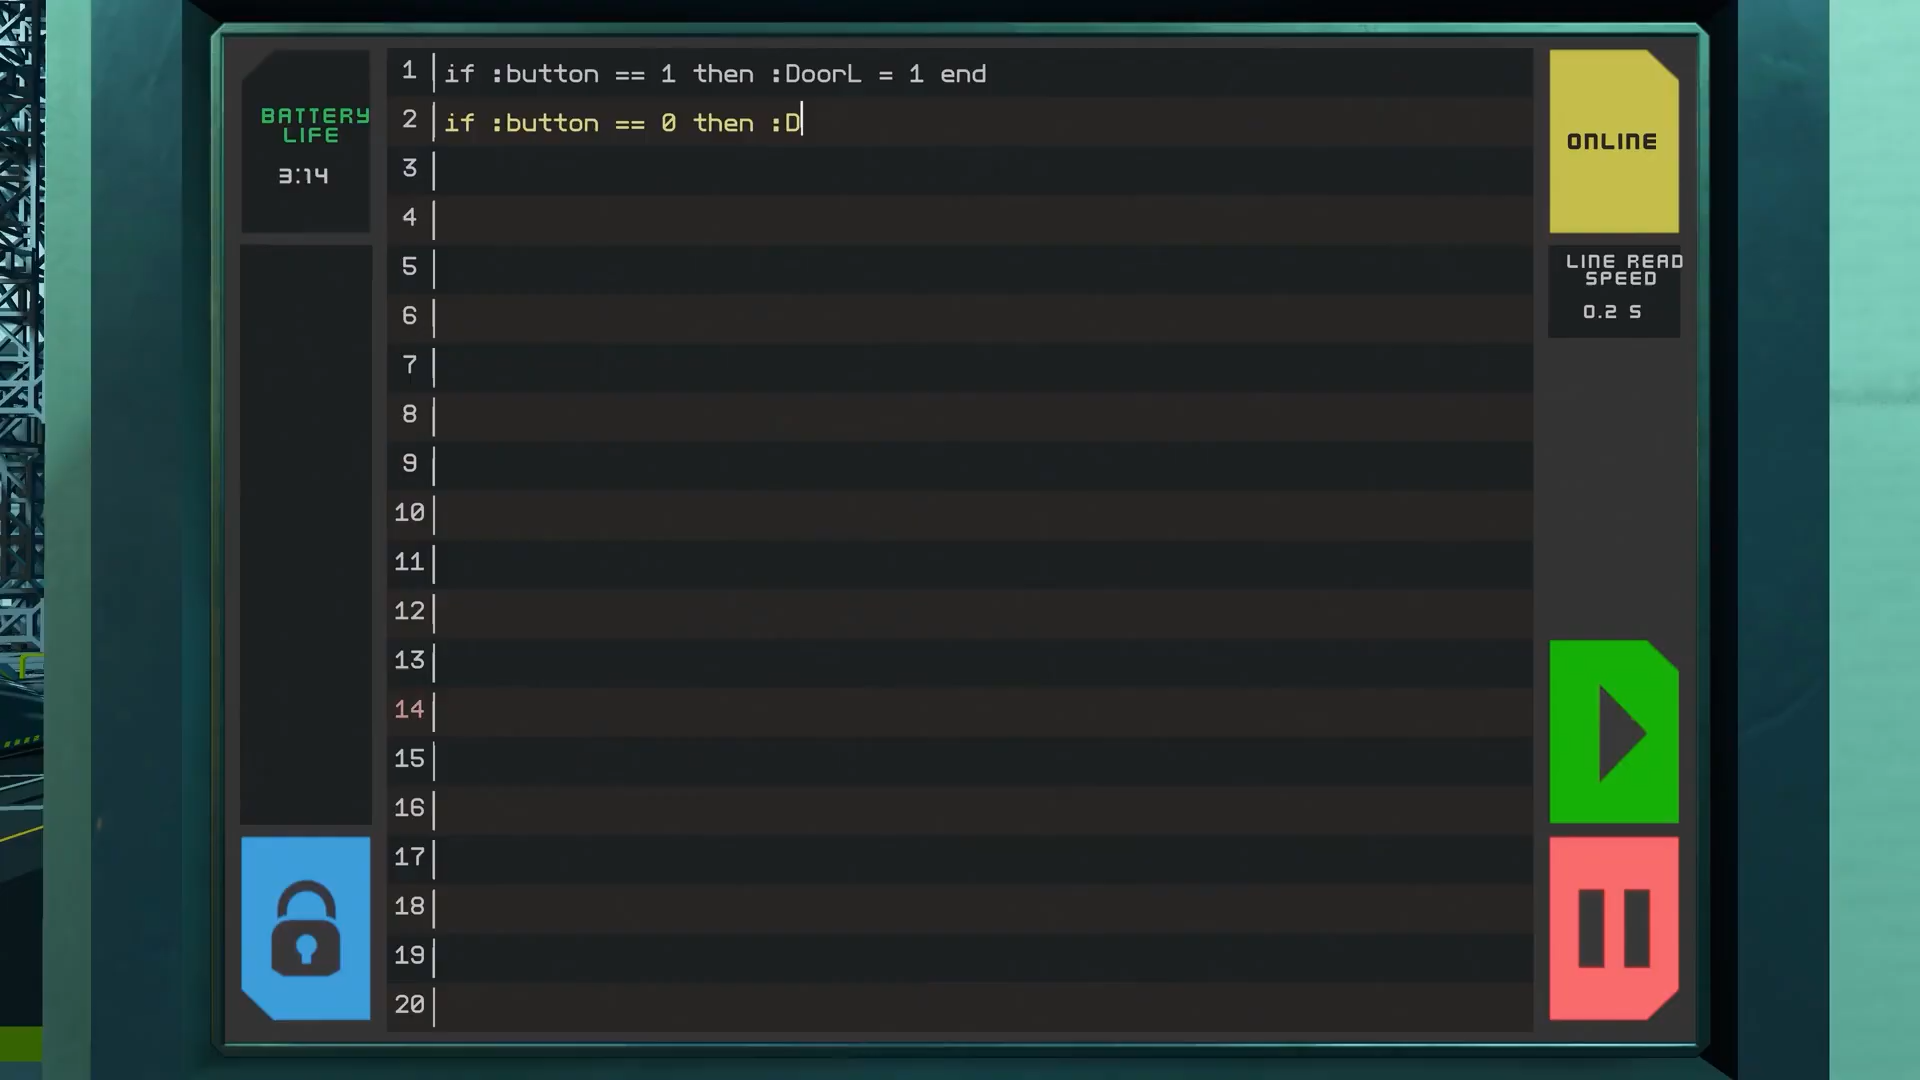 BATTERY
LIFE
3:14
1 if :button == 1 then :DoorL = 1 end
2 if :button == 0 then :D
3
4
5
6
7
8
9
10
11
12
13
14
15
16
17
18
19
20
ONLINE
LINE READ
SPEED
0.2 S